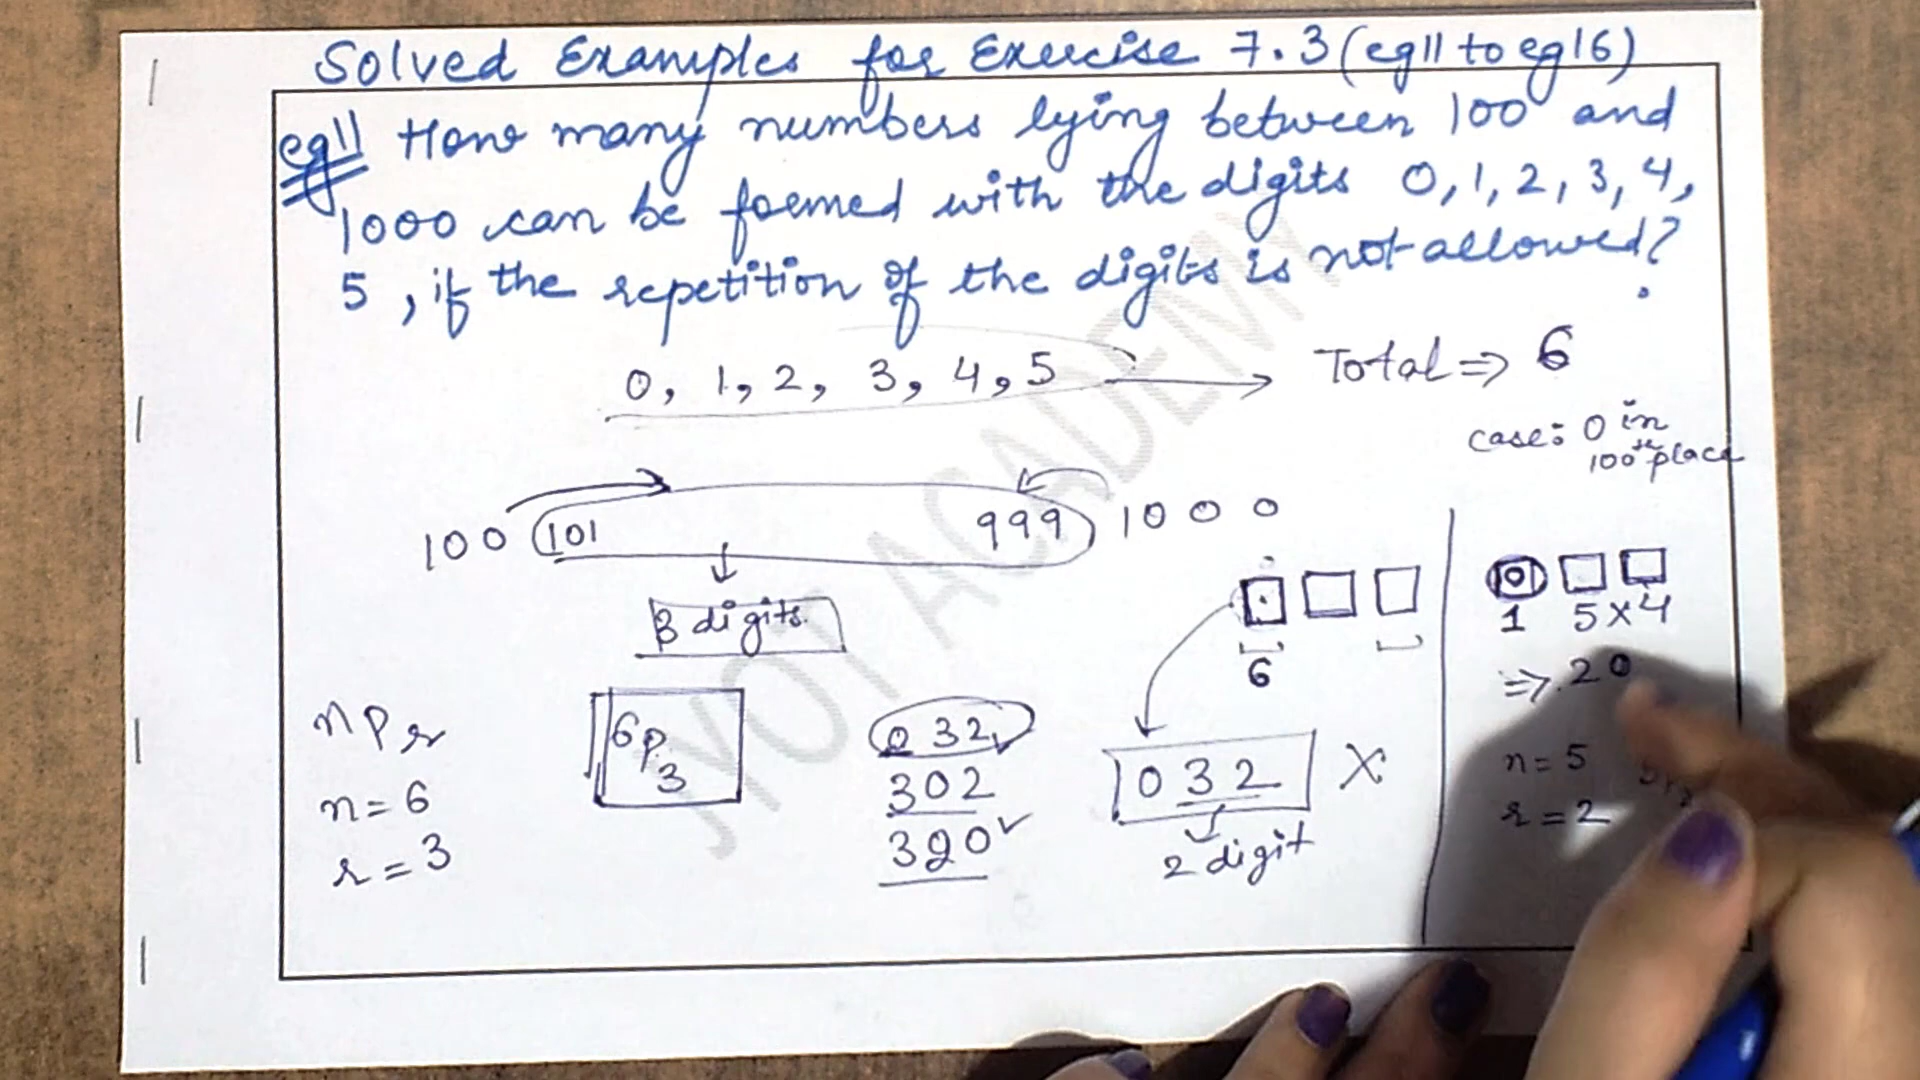 Solved Examples for Exercise 7.3 (eg11 to eg16)
eg11 How many numbers lying between 100 and
1000 can be formed with the digits 0, 1, 2, 3, 4,
5, if the repetition of the digits is not allowed?
0, 1, 2, 3, 4, 5 → Total ⇒ 6
case: 0 in
100th place
100 101 999 1000
3 digits.
6
0
1 5 x 4
⇒ 20
nPr
n = 6
r = 3
6P3
032
302
320
032 X
2 digit
n = 5
r = 2
JYOT ACADEMY